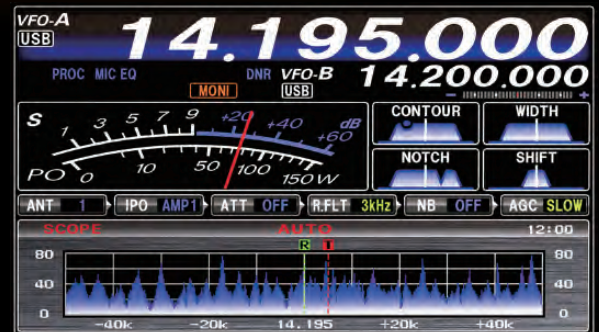 VFO-A
USB
14.195.000
PROC MIC EQ DNR VFO-B 14.200.000
MONI USB
- +
S 1 3 5 7 9 +20 +40 +60 dB
PO 0 10 50 100 150 W
CONTOUR WIDTH
NOTCH SHIFT
ANT 1 IPO AMP1 ATT OFF R.FLT 3kHz NB OFF AGC SLOW
SCOPE AUTO 12:00
R T
80 80
40 40
0 0
-40k -20k 14.195 +20k +40k